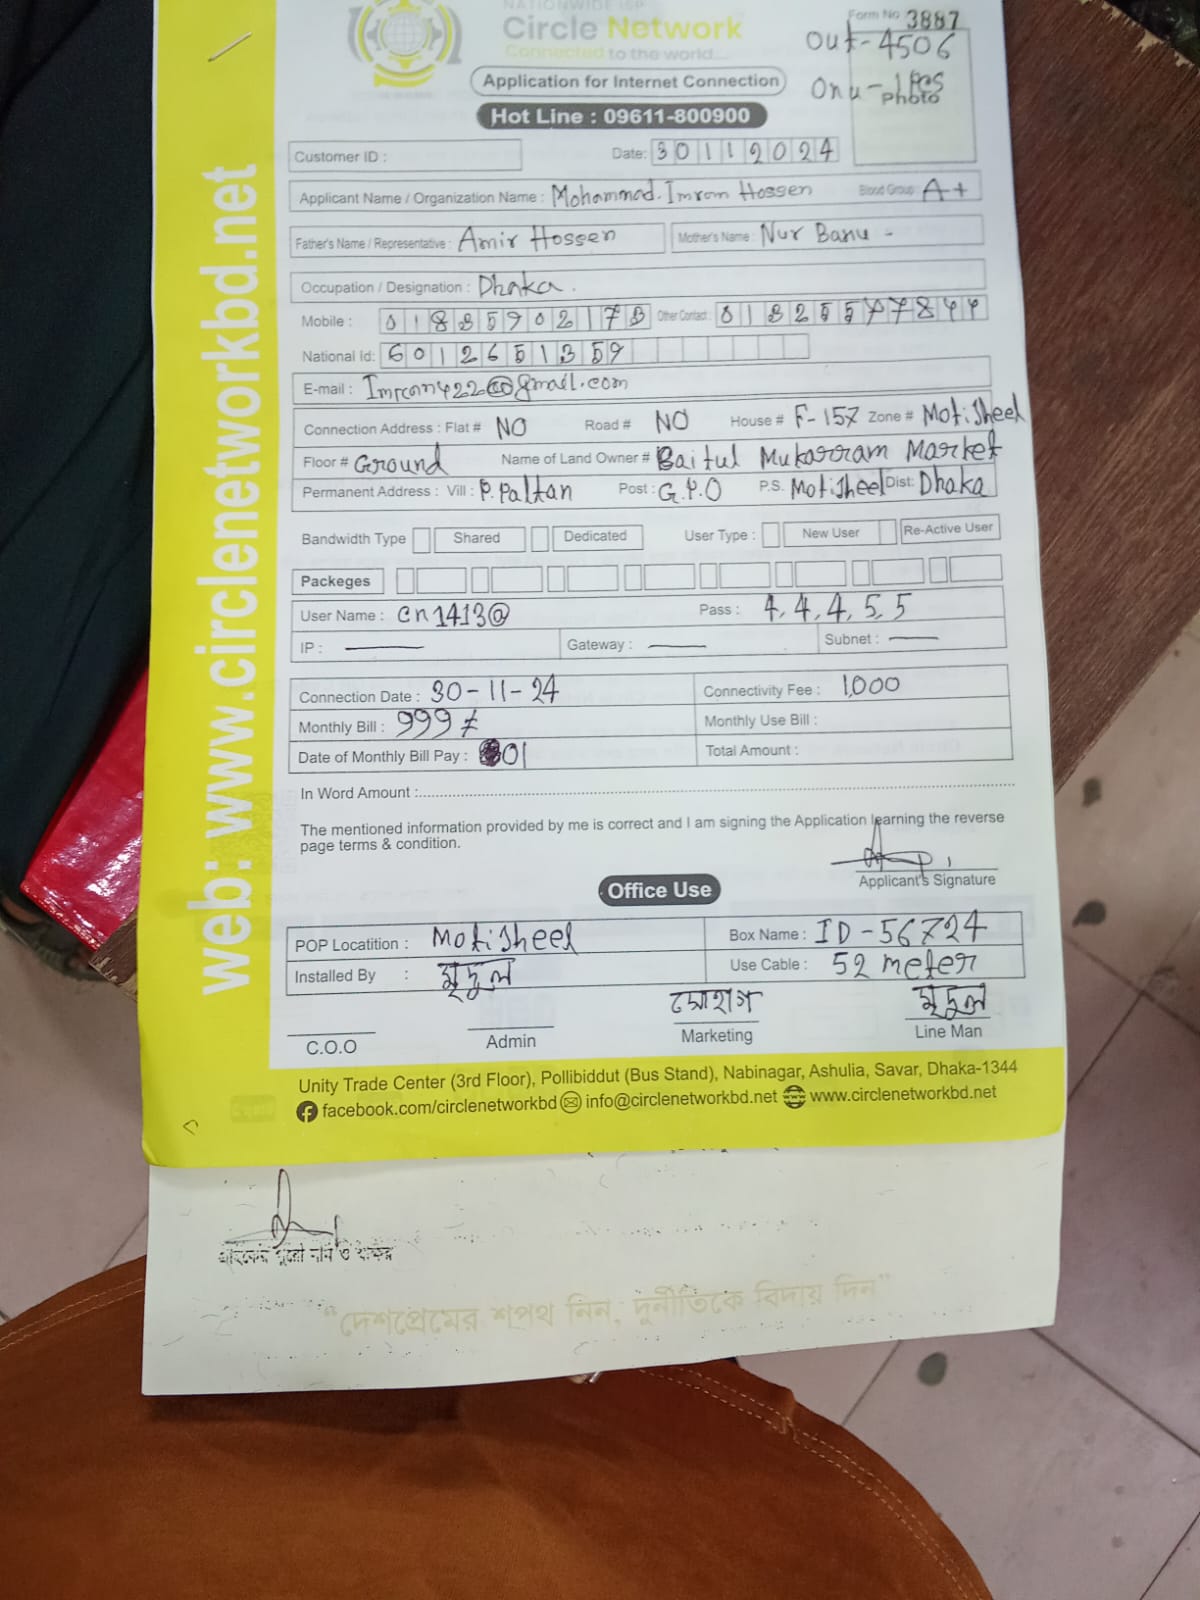 NATIONWIDE ISP
Circle Network
Connected to the world...
Form No 3887
Out-4506
Onu-1 Pcs
Photo
Application for Internet Connection
Hot Line : 09611-800900
Customer ID :
Date: 30112024
Applicant Name / Organization Name : Mohammad. Imran Hossen Blood Group : A+
Father's Name / Representative : Amir Hossen Mother's Name : Nur Banu -
Occupation / Designation : Dhaka.
Mobile : Other Contact :
National Id: 6012651359
E-mail : Imran422@gmail.com
Connection Address : Flat # NO Road # NO House # F-157 Zone # Motijheel
Floor # Ground Name of Land Owner # Baitul Mukarram Market
Permanent Address : Vill : P. Paltan Post : G.P.O P.S. Motijheel Dist: Dhaka
Bandwidth Type Shared Dedicated User Type : New User Re-Active User
Packeges
User Name : cn1413@ Pass : 4,4,4,5,5
IP : — Gateway : — Subnet : —
Connection Date : 30-11-24 Connectivity Fee : 1,000
Monthly Bill : 999 Monthly Use Bill :
Date of Monthly Bill Pay : 01 Total Amount :
In Word Amount :
The mentioned information provided by me is correct and I am signing the Application learning the reverse
page terms & condition.
Applicant's Signature
Office Use
POP Locatition : Motijheel Box Name : ID-56724
Installed By : মৃদুল Use Cable : 52 meter
সোহাগ মৃদুল
C.O.O Admin Marketing Line Man
Unity Trade Center (3rd Floor), Pollibiddut (Bus Stand), Nabinagar, Ashulia, Savar, Dhaka-1344
facebook.com/circlenetworkbd info@circlenetworkbd.net www.circlenetworkbd.net
web: www.circlenetworkbd.net
গ্রাহকের পুরো নাম ও স্বাক্ষর
"দেশপ্রেমের শপথ নিন, দুর্নীতিকে বিদায় দিন"